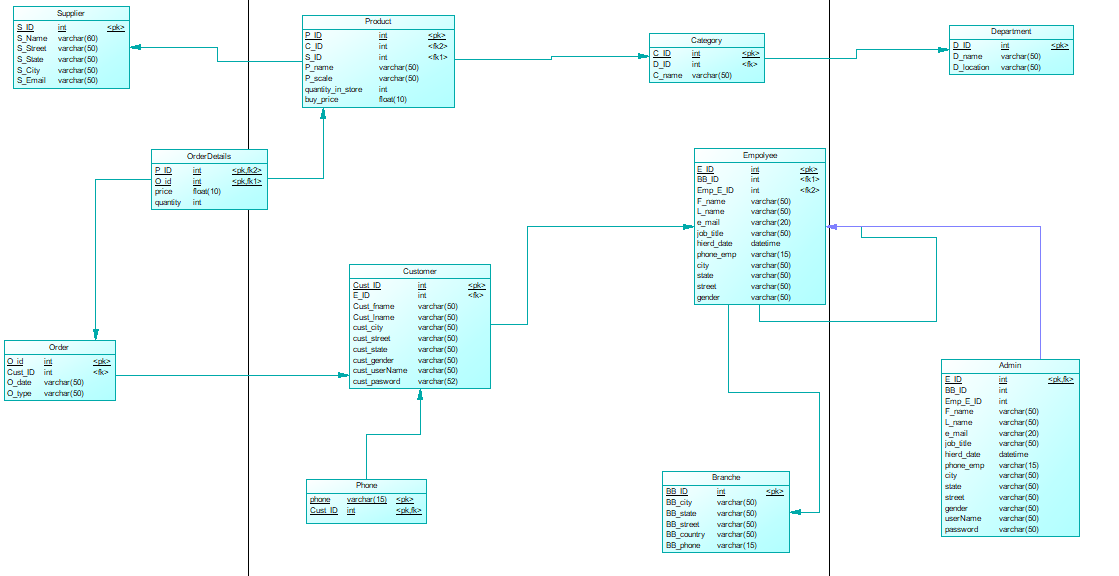 Supplier
S_ID int <pk>
S_Name varchar(60)
S_Street varchar(50)
S_State varchar(50)
S_City varchar(50)
S_Email varchar(50)
Product
P_ID int <pk>
C_ID int <fk2>
S_ID int <fk1>
P_name varchar(50)
P_scale varchar(50)
quantity_in_store int
buy_price float(10)
Category
C_ID int <pk>
D_ID int <fk>
C_name varchar(50)
Department
D_ID int <pk>
D_name varchar(50)
D_location varchar(50)
OrderDetails
P_ID int <pk,fk2>
O_id int <pk,fk1>
price float(10)
quantity int
Empolyee
E_ID int <pk>
BB_ID int <fk1>
Emp_E_ID int <fk2>
F_name varchar(50)
L_name varchar(50)
e_mail varchar(20)
job_title varchar(50)
hierd_date datetime
phone_emp varchar(15)
city varchar(50)
state varchar(50)
street varchar(50)
gender varchar(50)
Customer
Cust_ID int <pk>
E_ID int <fk>
Cust_fname varchar(50)
Cust_lname varchar(50)
cust_city varchar(50)
cust_street varchar(50)
cust_state varchar(50)
cust_gender varchar(50)
cust_userName varchar(50)
cust_pasword varchar(52)
Order
O_id int <pk>
Cust_ID int <fk>
O_date varchar(50)
O_type varchar(50)
Admin
E_ID int <pk,fk>
BB_ID int
Emp_E_ID int
F_name varchar(50)
L_name varchar(50)
e_mail varchar(20)
job_title varchar(50)
hierd_date datetime
phone_emp varchar(15)
city varchar(50)
state varchar(50)
street varchar(50)
gender varchar(50)
userName varchar(50)
password varchar(50)
Phone
phone varchar(15) <pk>
Cust_ID int <pk,fk>
Branche
BB_ID int <pk>
BB_city varchar(50)
BB_state varchar(50)
BB_street varchar(50)
BB_country varchar(50)
BB_phone varchar(15)